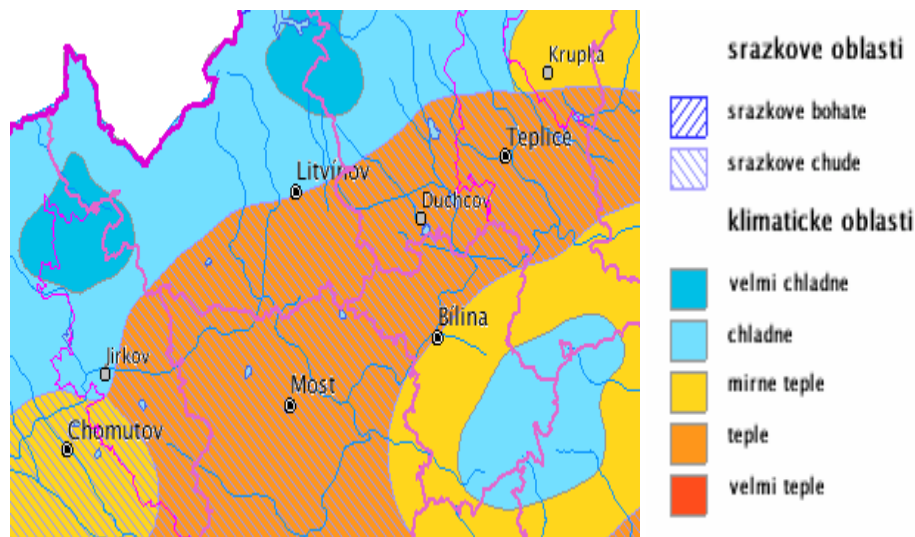 Krupka
Teplice
Litvínov
Duchcov
Bílina
Jirkov
Most
Chomutov
srazkove oblasti
srazkove bohate
srazkove chude
klimaticke oblasti
velmi chladne
chladne
mirne teple
teple
velmi teple